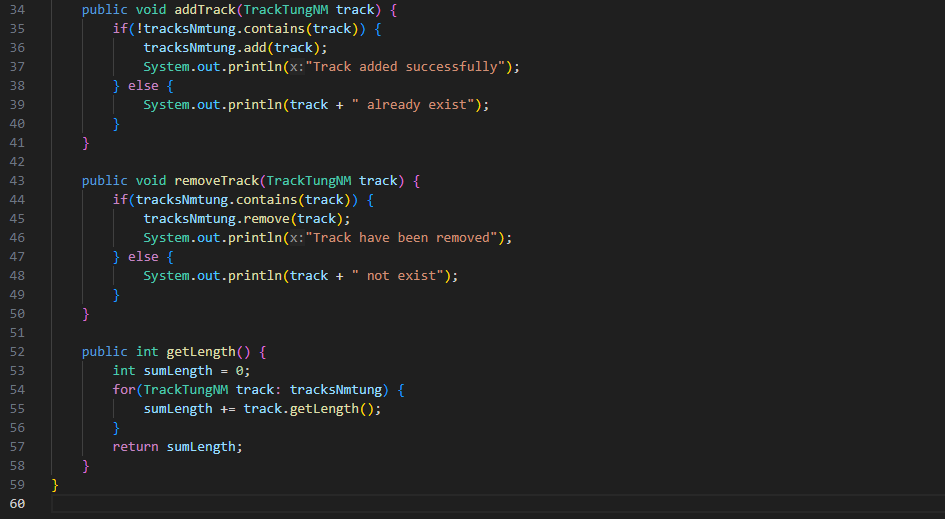 34 public void addTrack(TrackTungNM track) {
35 if(!tracksNmtung.contains(track)) {
36 tracksNmtung.add(track);
37 System.out.println(x:"Track added successfully");
38 } else {
39 System.out.println(track + " already exist");
40 }
41 }
42
43 public void removeTrack(TrackTungNM track) {
44 if(tracksNmtung.contains(track)) {
45 tracksNmtung.remove(track);
46 System.out.println(x:"Track have been removed");
47 } else {
48 System.out.println(track + " not exist");
49 }
50 }
51
52 public int getLength() {
53 int sumLength = 0;
54 for(TrackTungNM track: tracksNmtung) {
55 sumLength += track.getLength();
56 }
57 return sumLength;
58 }
59 }
60